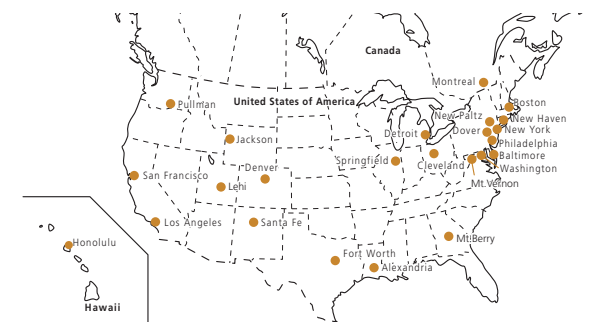 Canada
Montreal
United States of America
Pullman
Boston
New Paltz
New Haven
New York
Detroit
Dover
Jackson
Philadelphia
Springfield
Cleveland
Baltimore
Denver
Washington
San Francisco
Lehi
Mt.Vernon
Los Angeles
Santa Fe
Mt.Berry
Honolulu
Fort Worth
Alexandria
Hawaii